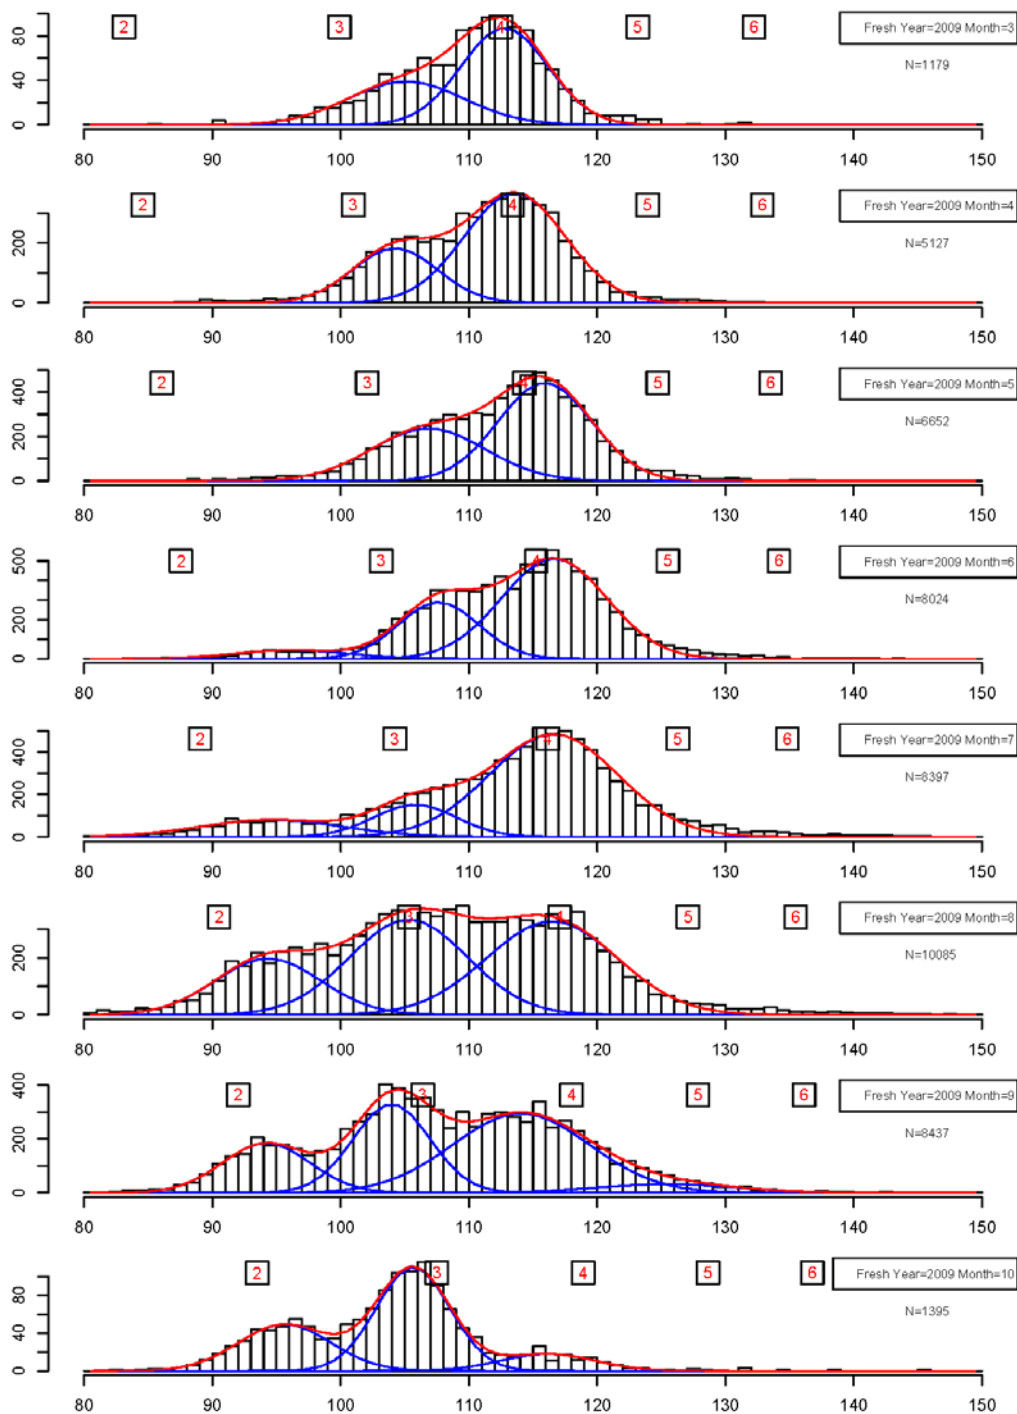 80
40
0
2
3
4
5
6
Fresh Year=2009 Month=3
N=1179
80 90 100 110 120 130 140 150
200
0
2
3
4
5
6
Fresh Year=2009 Month=4
N=5127
80 90 100 110 120 130 140 150
400
200
0
2
3
4
5
6
Fresh Year=2009 Month=5
N=6652
80 90 100 110 120 130 140 150
500
200
0
2
3
4
5
6
Fresh Year=2009 Month=6
N=8024
80 90 100 110 120 130 140 150
400
200
0
2
3
4
5
6
Fresh Year=2009 Month=7
N=8397
80 90 100 110 120 130 140 150
200
0
2
3
4
5
6
Fresh Year=2009 Month=8
N=10085
80 90 100 110 120 130 140 150
400
200
0
2
3
4
5
6
Fresh Year=2009 Month=9
N=8437
80 90 100 110 120 130 140 150
80
40
0
2
3
4
5
6
Fresh Year=2009 Month=10
N=1395
80 90 100 110 120 130 140 150